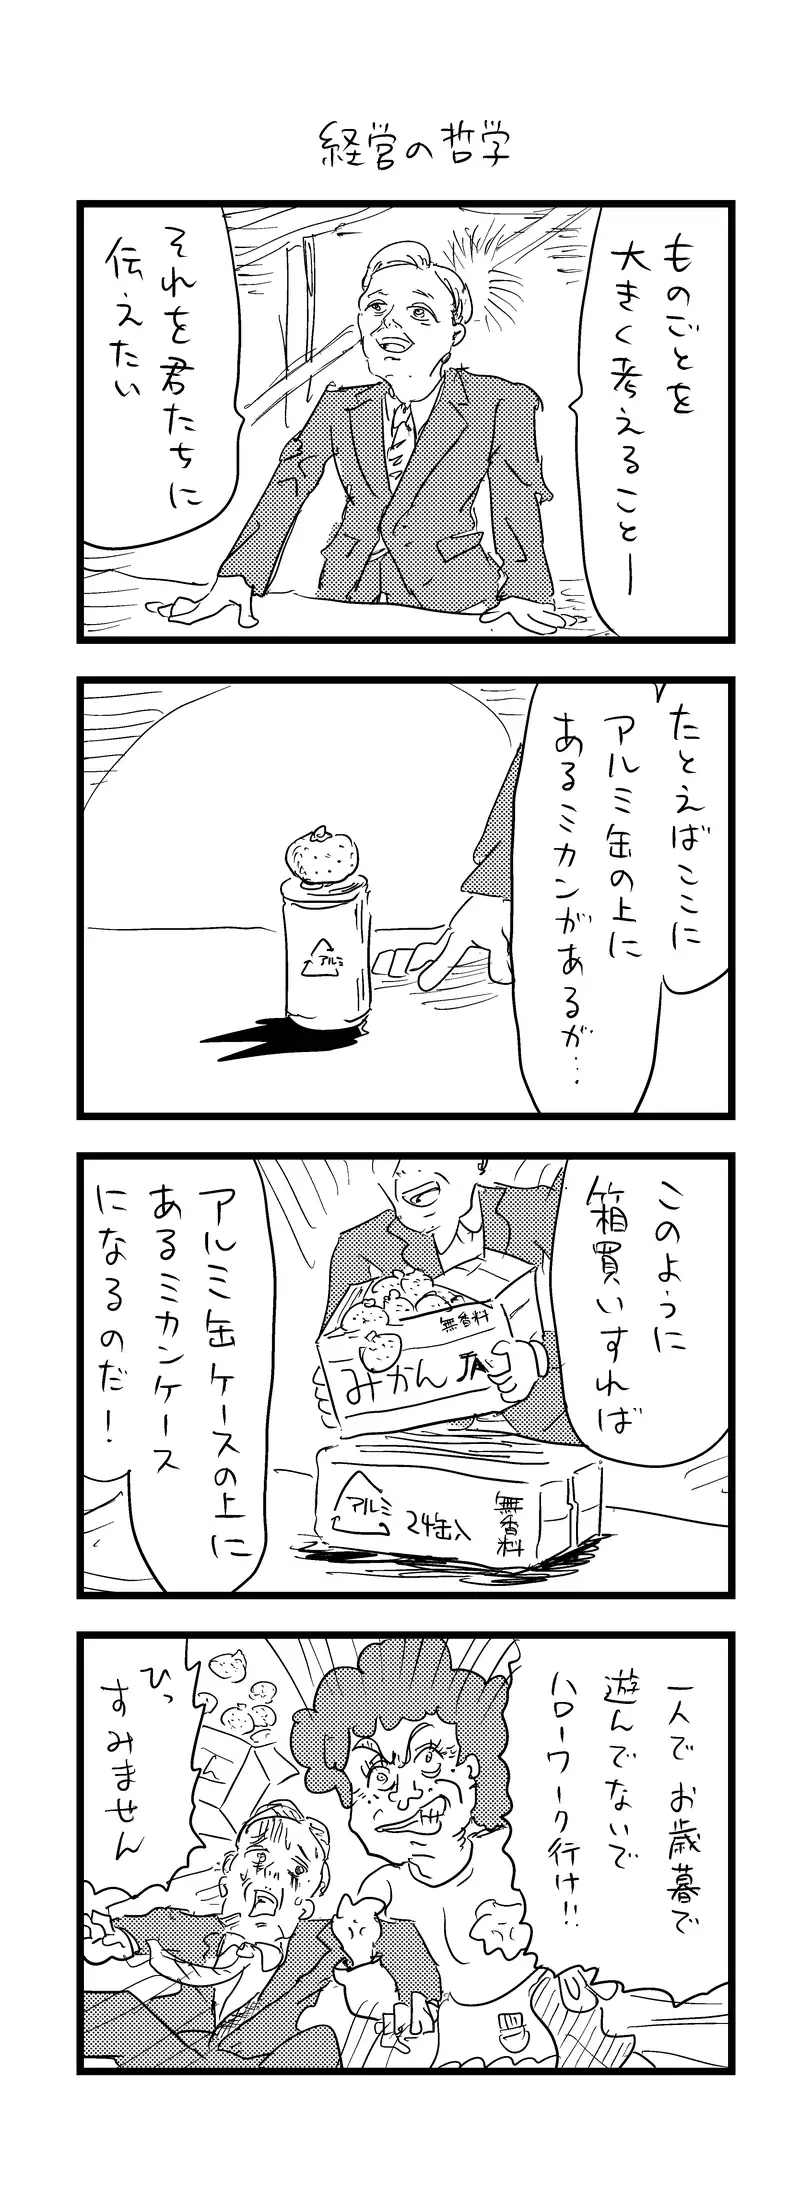 経営の哲学
ものごとを
大きく考えることー
それを君たちに
伝えたい
たとえばここに
アルミ缶の上に
あるミカンがあるが…
アルミ
このように
箱買いすれば
無香料
みかん JA
アルミ
24缶入
無香料
アルミ缶ケースの上に
あるミカンケース
になるのだ!
一人でお歳暮で
遊んでないで
ハローワーク行け!!
ひっ
すみません